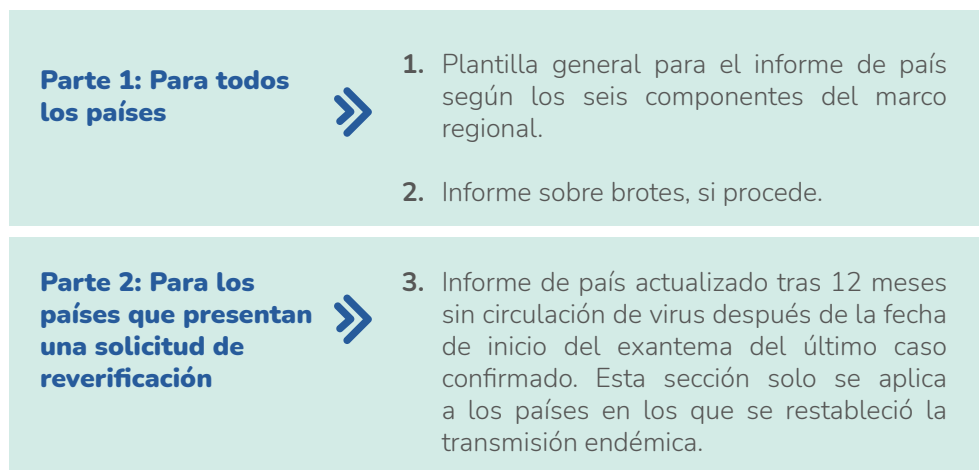 Parte 1: Para todos
los países
1. Plantilla general para el informe de país
según los seis componentes del marco
regional.
2. Informe sobre brotes, si procede.
Parte 2: Para los
países que presentan
una solicitud de
reverificación
3. Informe de país actualizado tras 12 meses
sin circulación de virus después de la fecha
de inicio del exantema del último caso
confirmado. Esta sección solo se aplica
a los países en los que se restableció la
transmisión endémica.